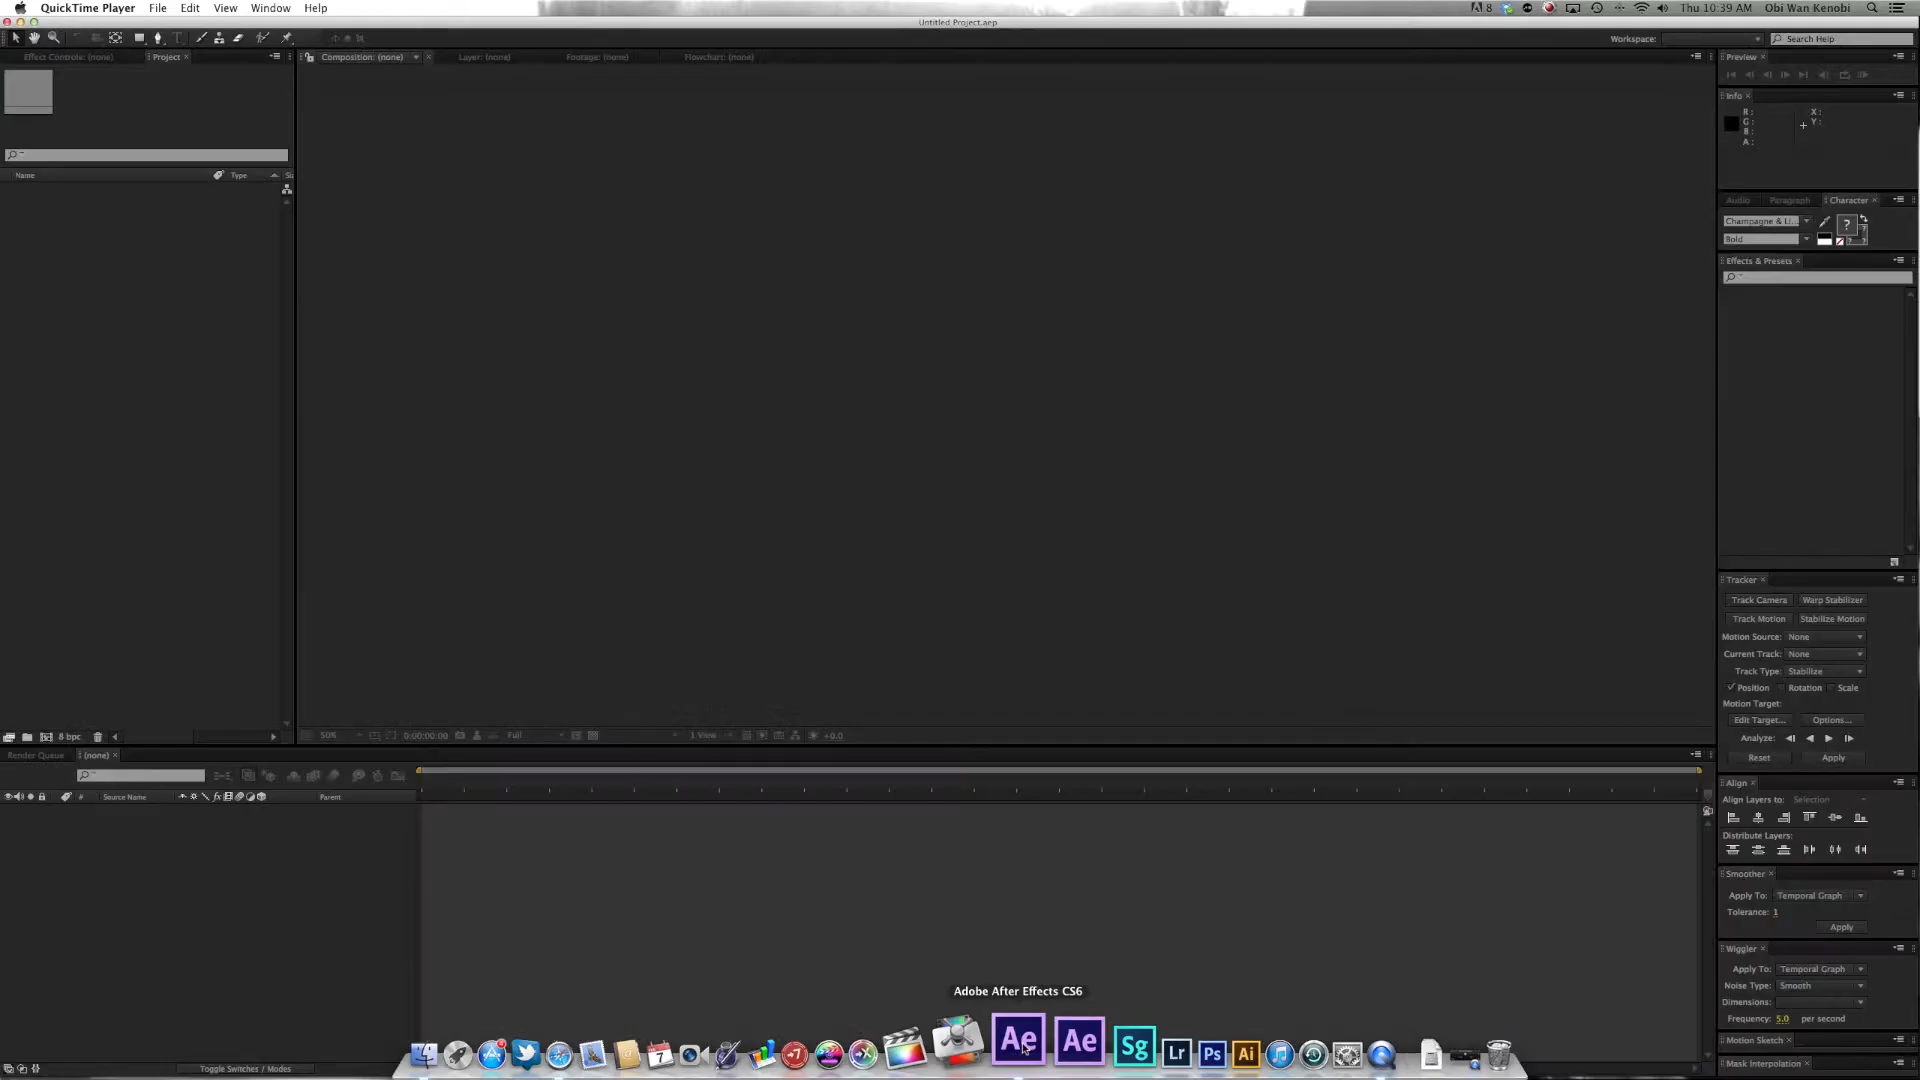 QuickTime Player File Edit View Window Help
8 Thu 10:39 AM Obi Wan Kenobi
Untitled Project.aep
Workspace: Search Help
Effect Controls: (none) Project
Composition: (none) Layer: (none) Footage: (none) Flowchart: (none)
Name Type Si
8 bpc
50% 0:00:00:00 Full 1 View +0.0
Render Queue (none)
# Source Name Parent
Toggle Switches / Modes
Preview
Info
R :
G :
B :
A :
X :
Y :
Audio Paragraph Character
Champagne & Li...
Bold
?
Effects & Presets
Tracker
Track Camera Warp Stabilizer
Track Motion Stabilize Motion
Motion Source: None
Current Track: None
Track Type: Stabilize
Position Rotation Scale
Motion Target:
Edit Target... Options...
Analyze:
Reset Apply
Align
Align Layers to: Selection
Distribute Layers:
Smoother
Apply To: Temporal Graph
Tolerance: 1
Apply
Wiggler
Apply To: Temporal Graph
Noise Type: Smooth
Dimensions:
Frequency: 5.0 per second
Motion Sketch
Mask Interpolation
Adobe After Effects CS6
7 Ae Ae Sg Lr Ps Ai